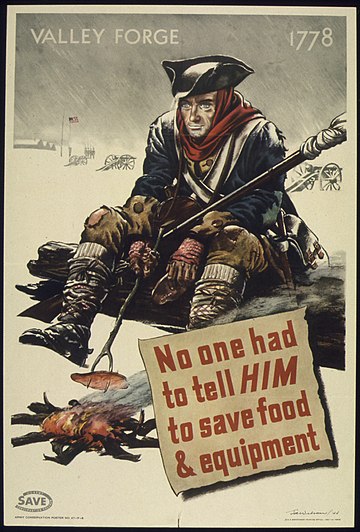 VALLEY FORGE 1778
No one had
to tell HIM
to save food
& equipment
SAVE